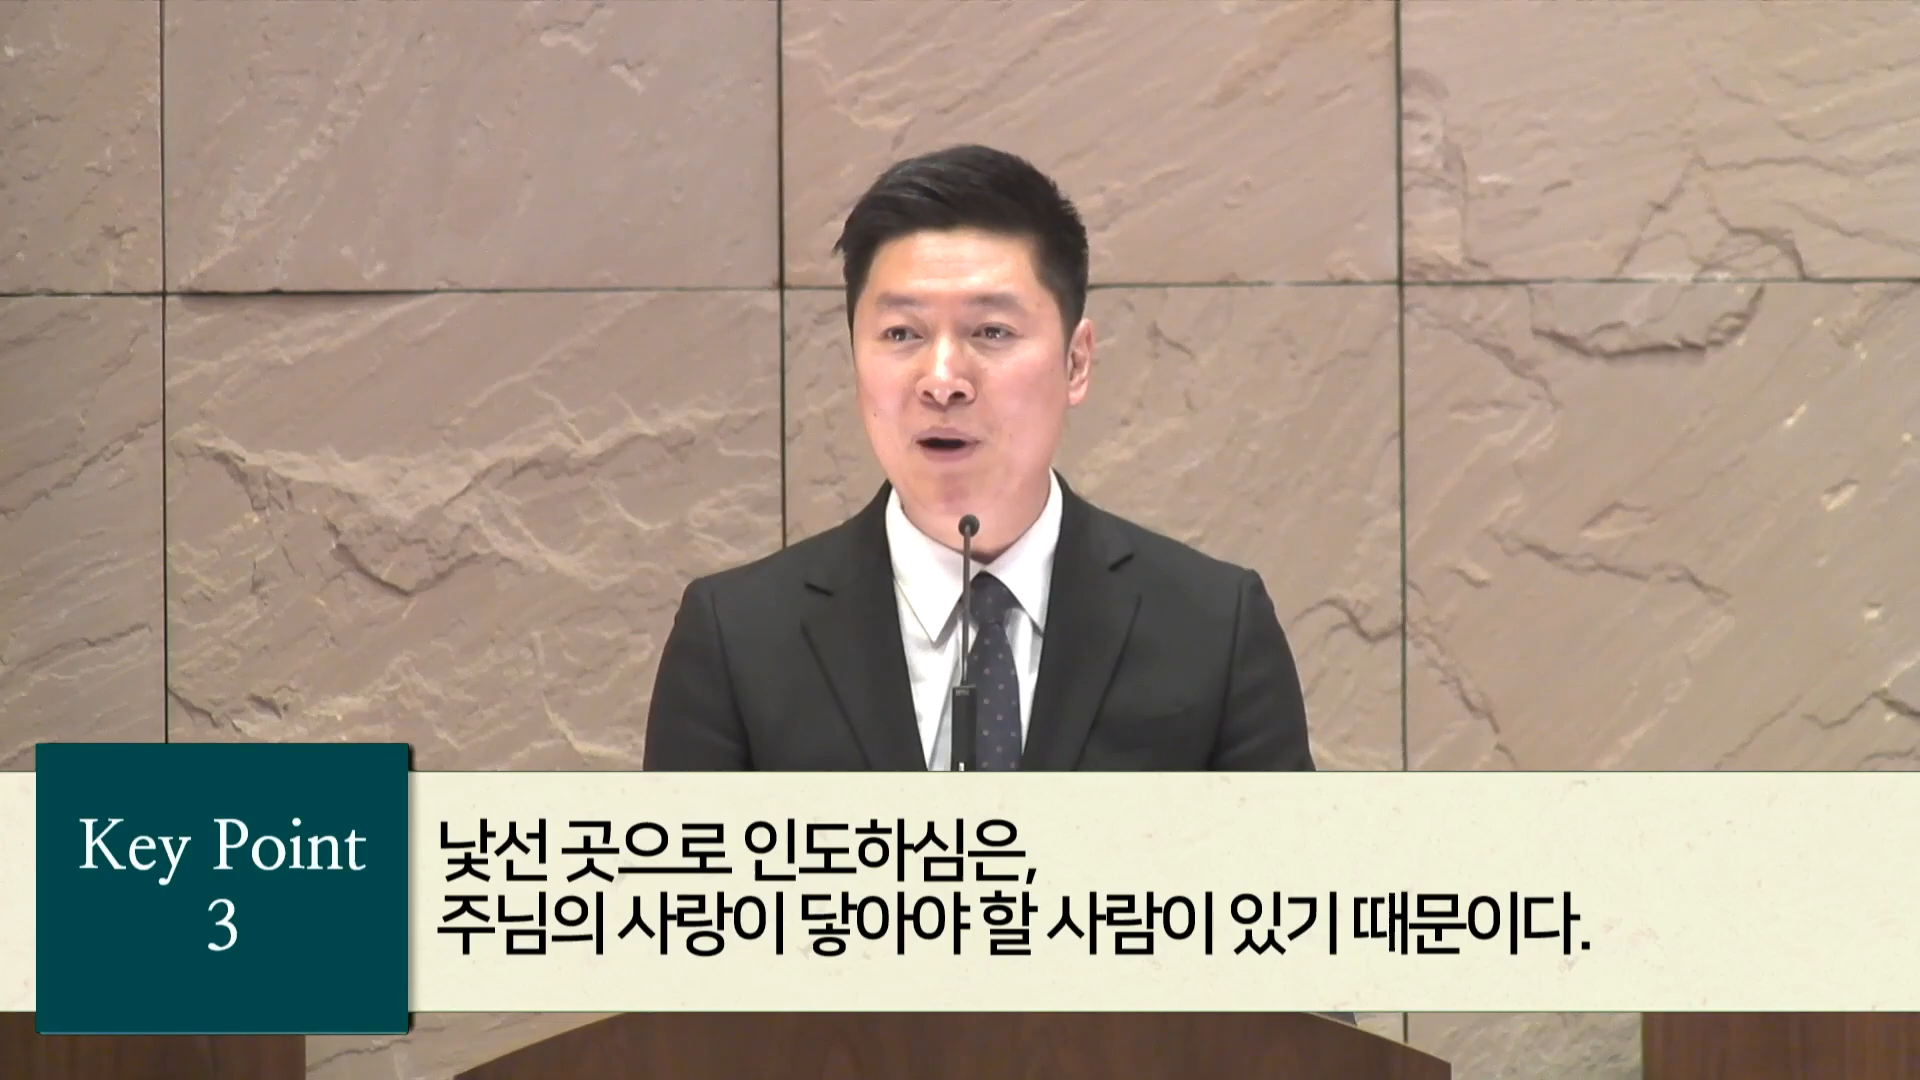 Key Point
3
낯선 곳으로 인도하심은,
주님의 사랑이 닿아야 할 사람이 있기 때문이다.